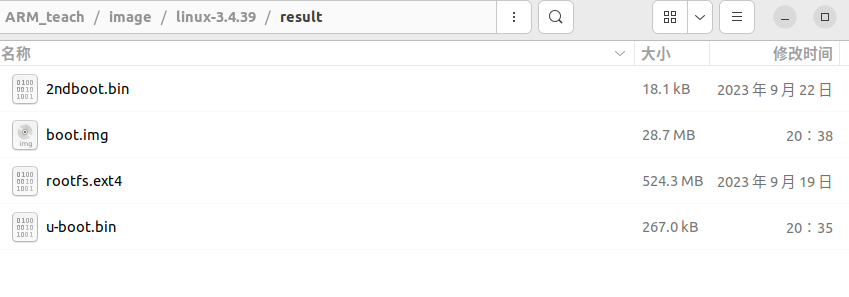 ARM_teach / image / linux-3.4.39 / result
名称 大小 修改时间
2ndboot.bin 18.1 kB 2023 年 9 月 22 日
boot.img 28.7 MB 20：38
rootfs.ext4 524.3 MB 2023 年 9 月 19 日
u-boot.bin 267.0 kB 20：35